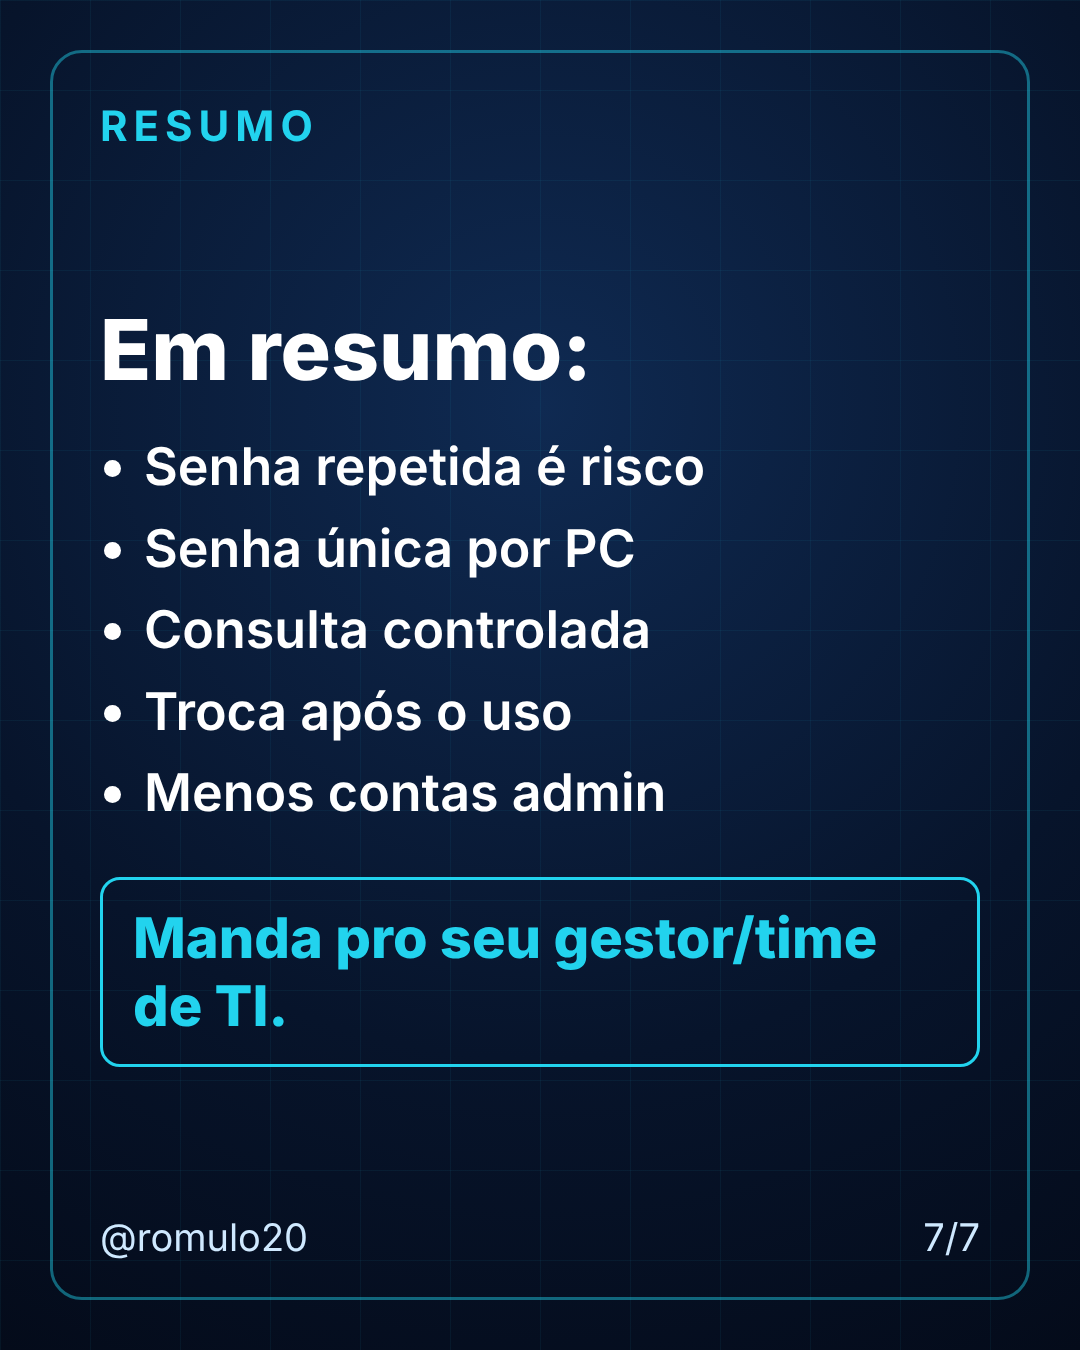 RESUMO
Em resumo:
• Senha repetida é risco
• Senha única por PC
• Consulta controlada
• Troca após o uso
• Menos contas admin
Manda pro seu gestor/time
de TI.
@romulo20
7/7